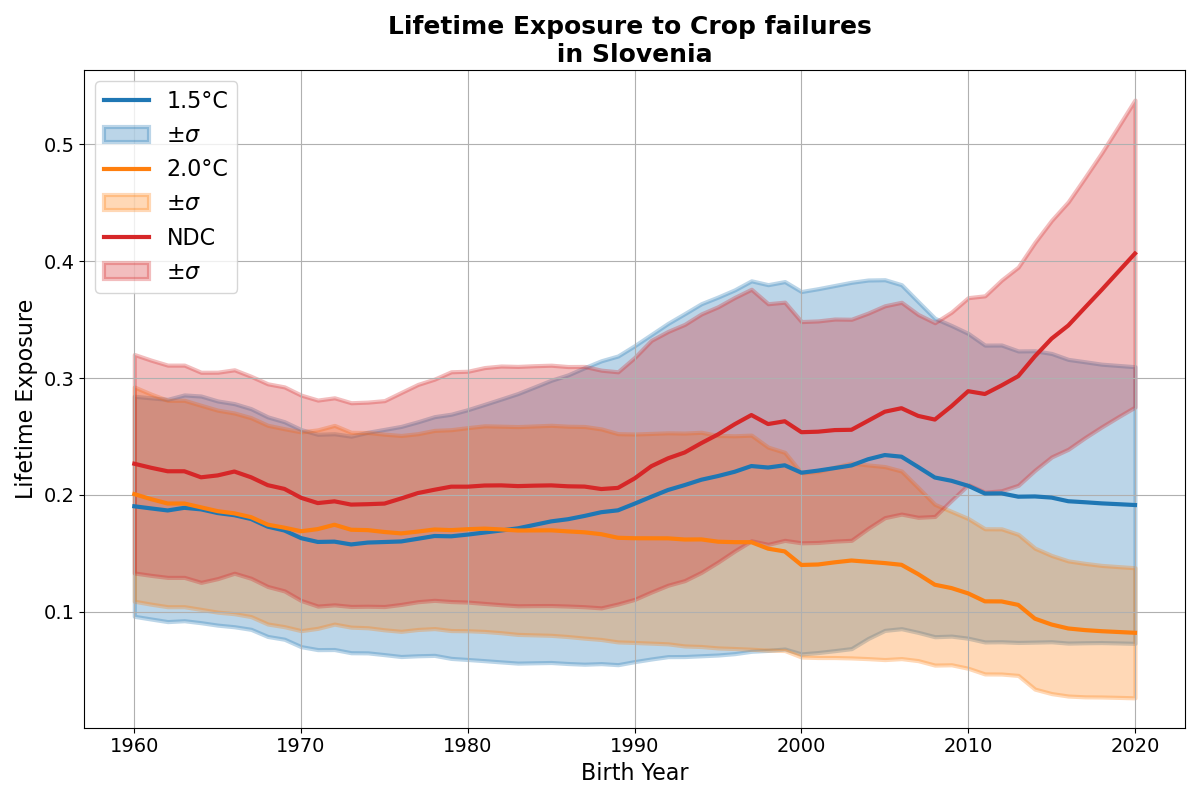 Lifetime Exposure to Crop failures
in Slovenia
1.5°C
±σ
2.0°C
±σ
NDC
±σ
Lifetime Exposure
0.5
0.4
0.3
0.2
0.1
1960 1970 1980 1990 2000 2010 2020
Birth Year